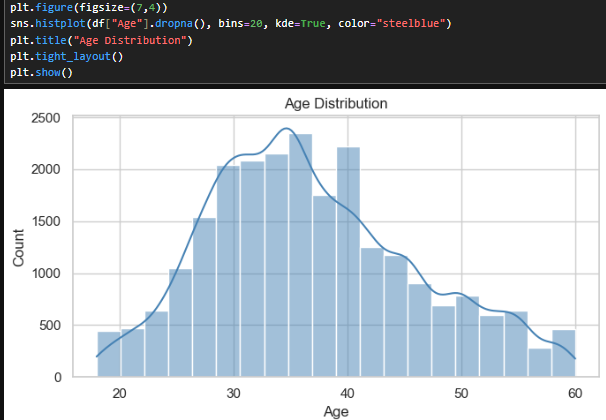 plt.figure(figsize=(7,4))
sns.histplot(df["Age"].dropna(), bins=20, kde=True, color="steelblue")
plt.title("Age Distribution")
plt.tight_layout()
plt.show()
Age Distribution
2500
2000
1500
1000
500
0
Count
20 30 40 50 60
Age